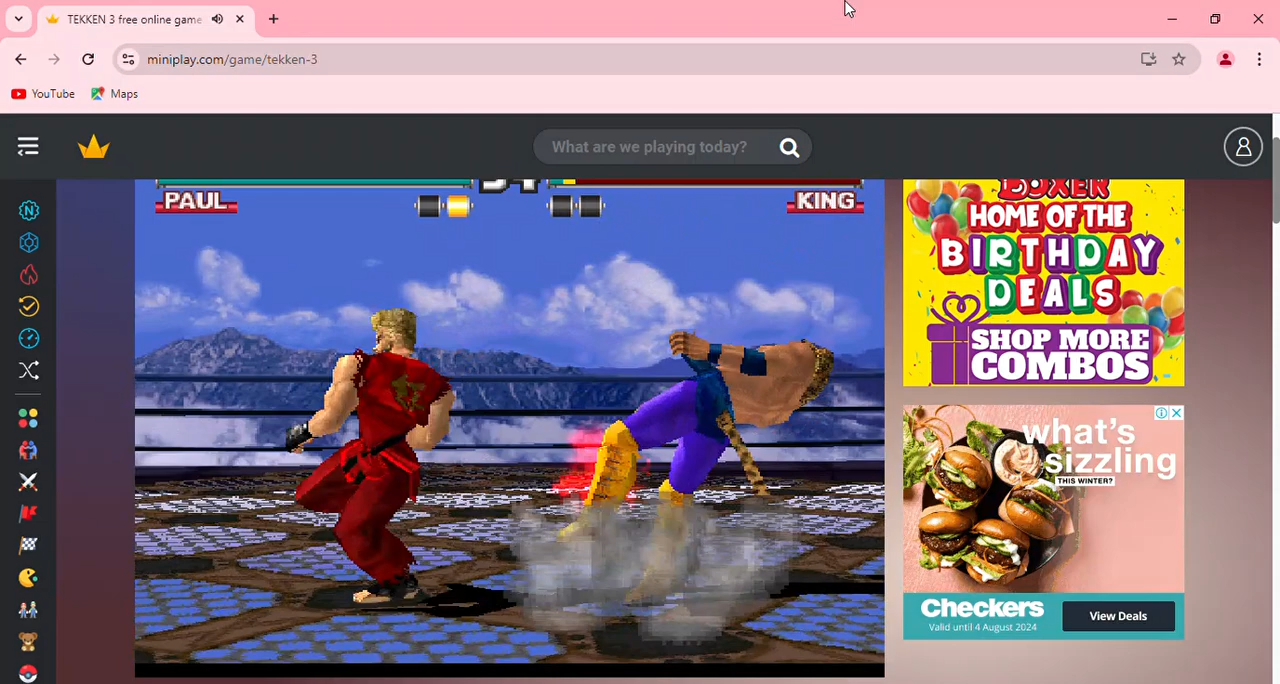 TEKKEN 3 free online game
miniplay.com/game/tekken-3
YouTube
Maps
What are we playing today?
PAUL
KING
BOXER
HOME OF THE
BIRTHDAY
DEALS
SHOP MORE
COMBOS
what's
sizzling
THIS WINTER?
Checkers
Valid until 4 August 2024
View Deals